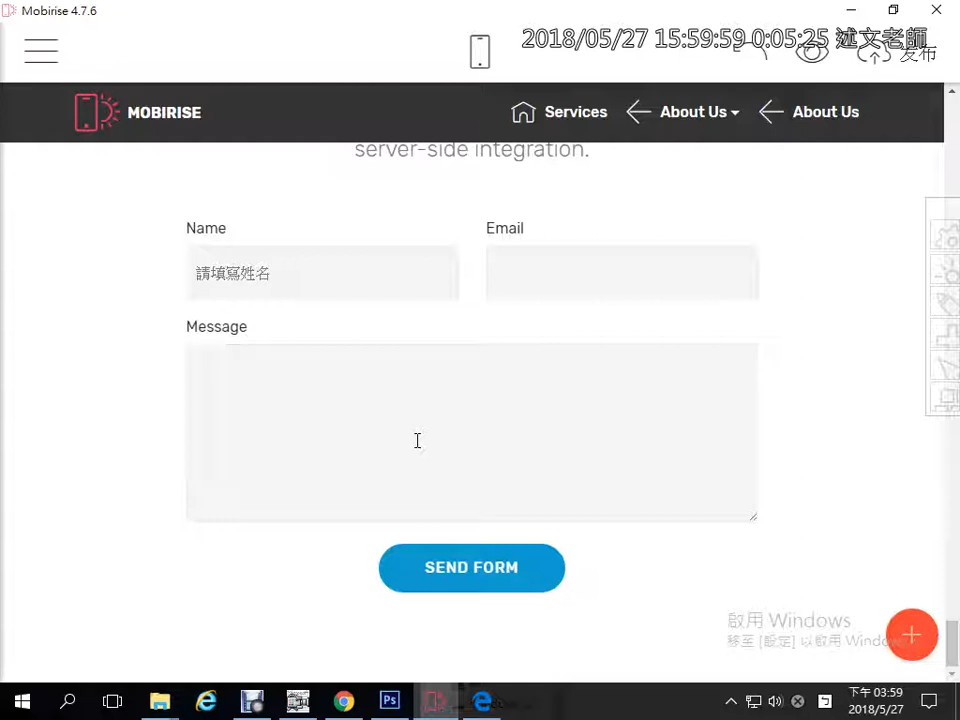 Mobirise 4.7.6
2018/05/27 15:59:59 0:05:25 述文老師
发布
MOBIRISE
Services
About Us
About Us
server-side integration.
Name
Email
請填寫姓名
Message
SEND FORM
啟用 Windows
移至 [設定] 以啟用 Windows
Ps
下午 03:59
2018/5/27